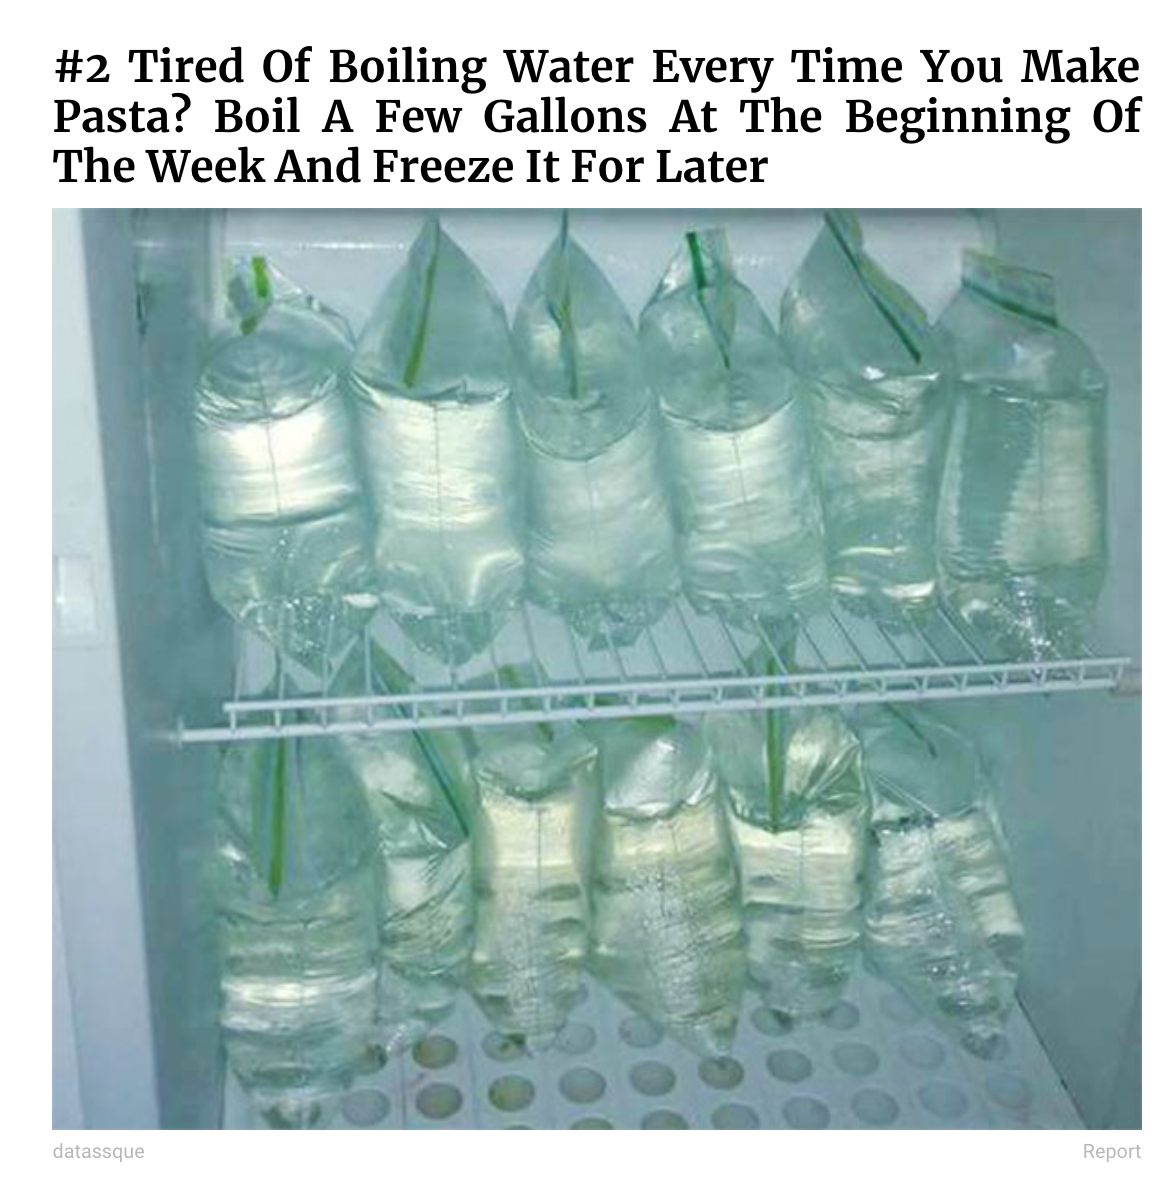 #2 Tired Of Boiling Water Every Time You Make
Pasta? Boil A Few Gallons At The Beginning Of
The Week And Freeze It For Later
datassque
Report